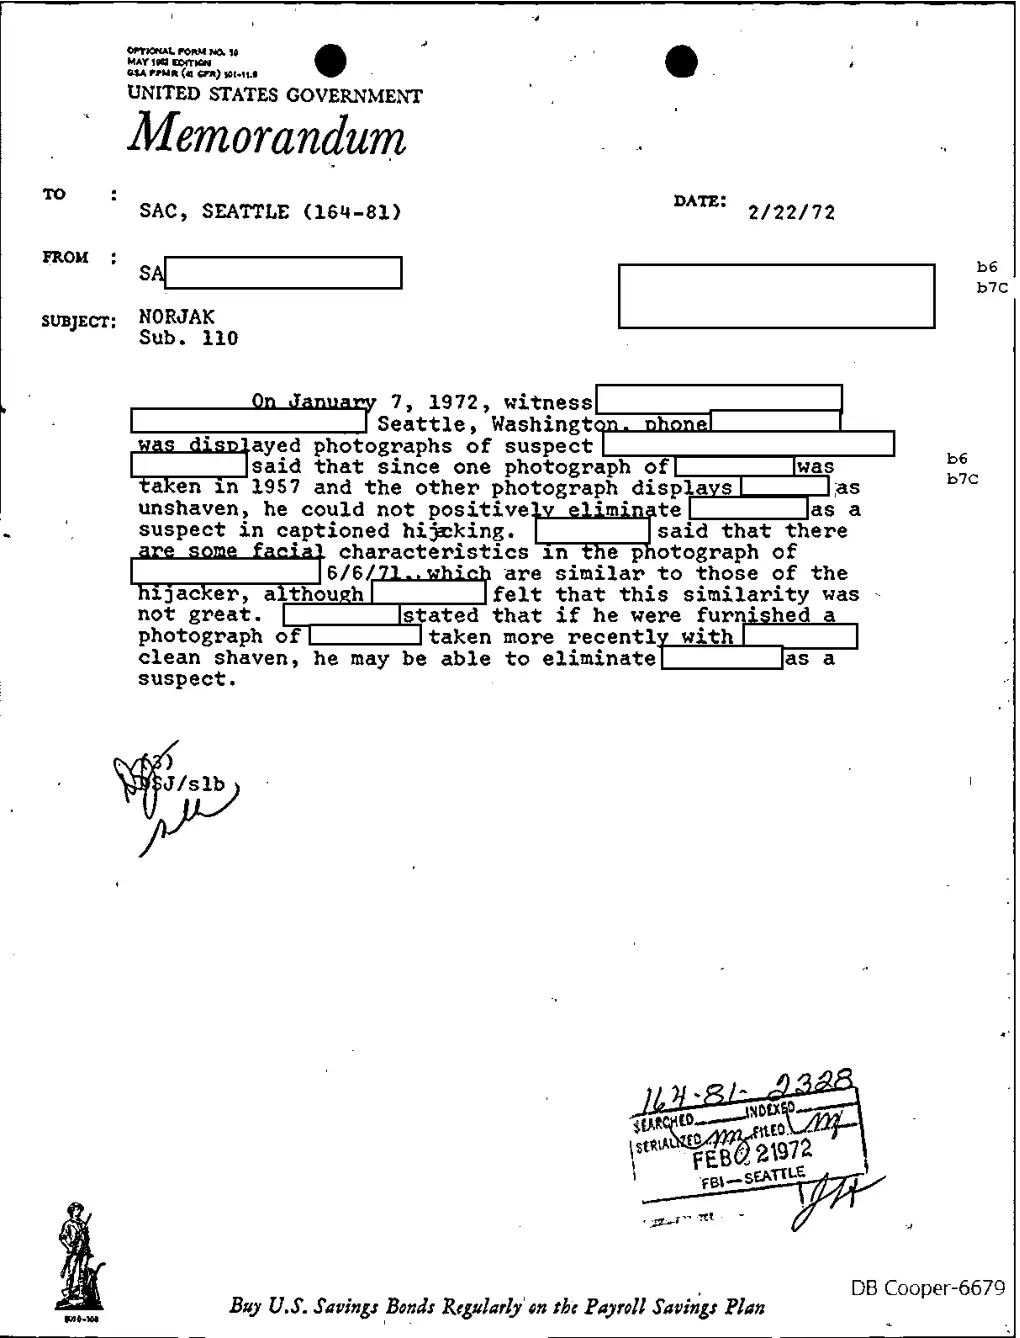 OPTIONAL FORM NO. 10
MAY 1962 EDITION
GSA FPMR (41 CFR) 101-11.6
UNITED STATES GOVERNMENT
Memorandum
TO :
SAC, SEATTLE (164-81)
DATE:
2/22/72
FROM :
SA
b6
b7C
SUBJECT:
NORJAK
Sub. 110
On January 7, 1972, witness
Seattle, Washington, phone
was displayed photographs of suspect
said that since one photograph of was
taken in 1957 and the other photograph displays as
unshaven, he could not positively eliminate as a
suspect in captioned hijacking. said that there
are some facial characteristics in the photograph of
6/6/71, which are similar to those of the
hijacker, although felt that this similarity was
not great. stated that if he were furnished a
photograph of taken more recently with
clean shaven, he may be able to eliminate as a
suspect.
b6
b7C
(3)
DSJ/slb
slb
164-81-2328
SEARCHED INDEXED
SERIALIZED FILED
FEB 21972
FBI—SEATTLE
5010-108
Buy U.S. Savings Bonds Regularly on the Payroll Savings Plan
DB Cooper-6679